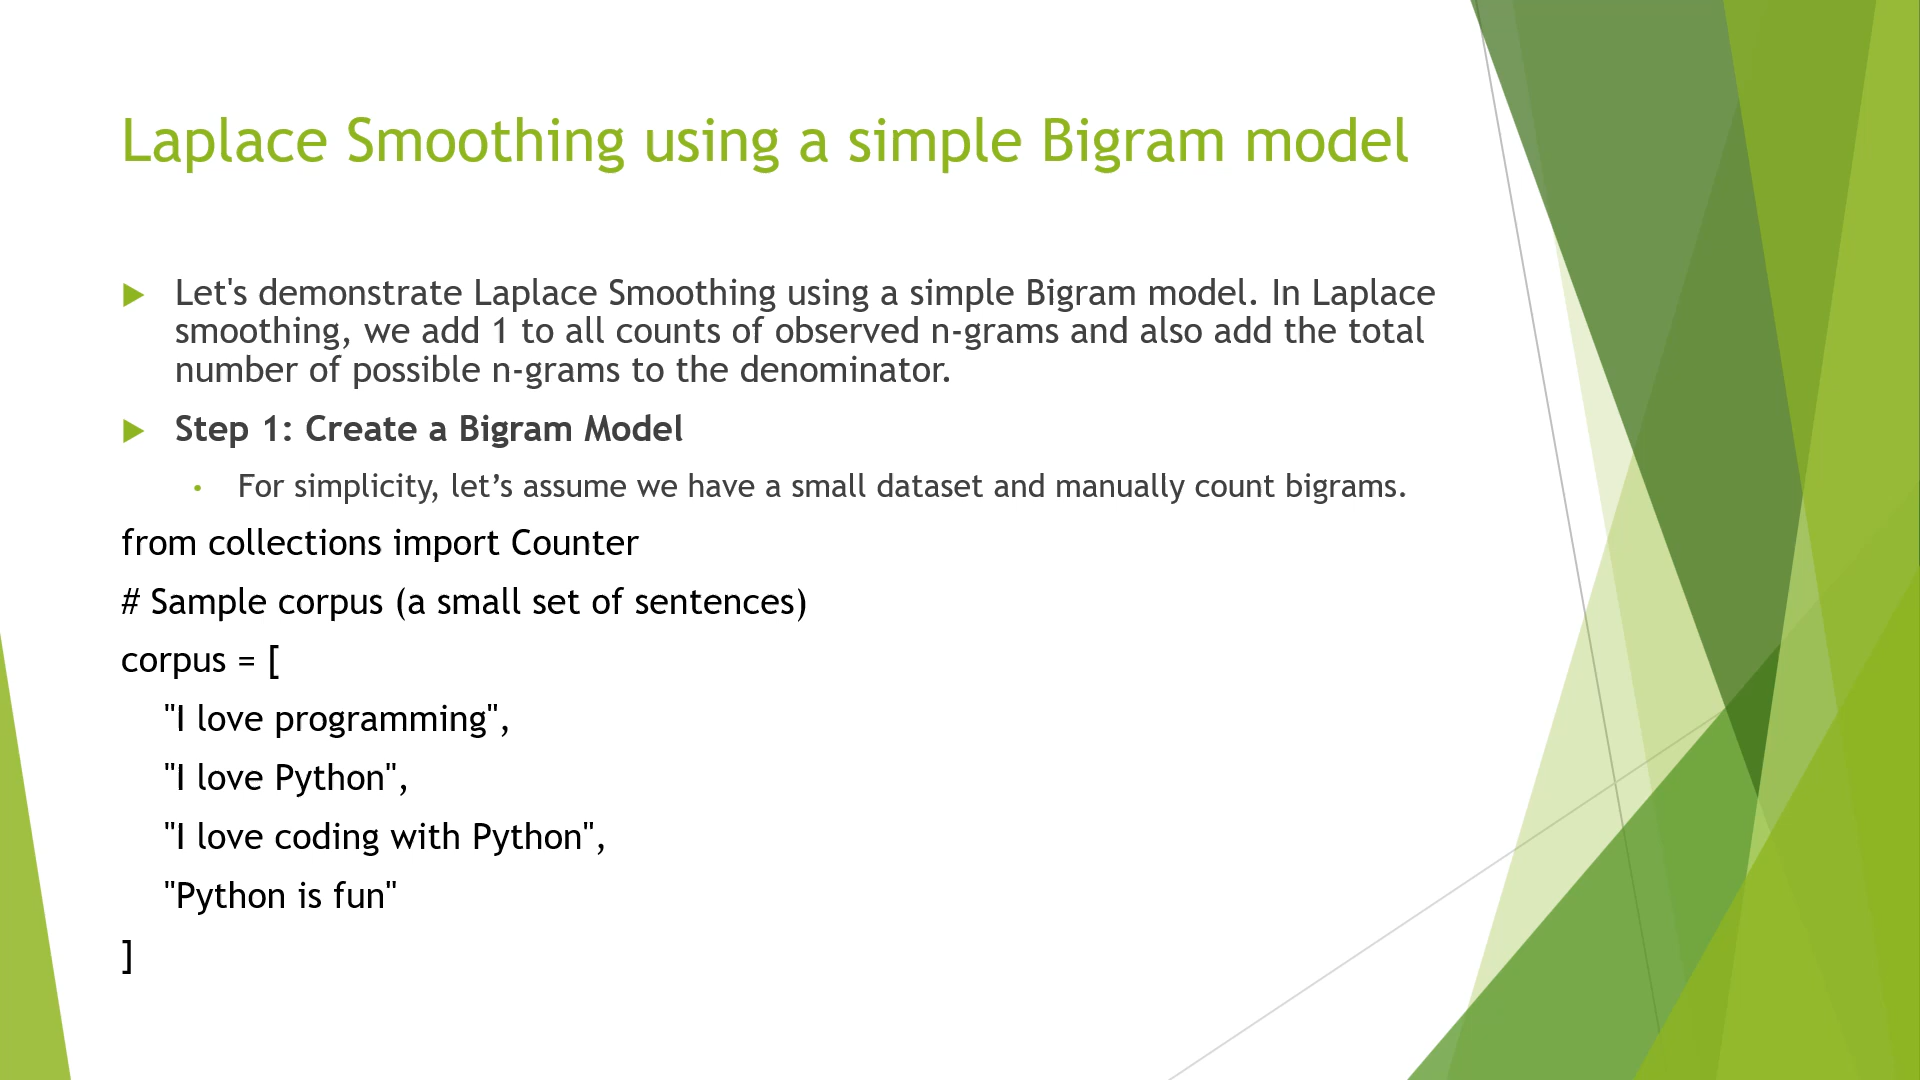 Laplace Smoothing using a simple Bigram model
Let's demonstrate Laplace Smoothing using a simple Bigram model. In Laplace
smoothing, we add 1 to all counts of observed n-grams and also add the total
number of possible n-grams to the denominator.
Step 1: Create a Bigram Model
For simplicity, let’s assume we have a small dataset and manually count bigrams.
from collections import Counter
# Sample corpus (a small set of sentences)
corpus = [
"I love programming",
"I love Python",
"I love coding with Python",
"Python is fun"
]